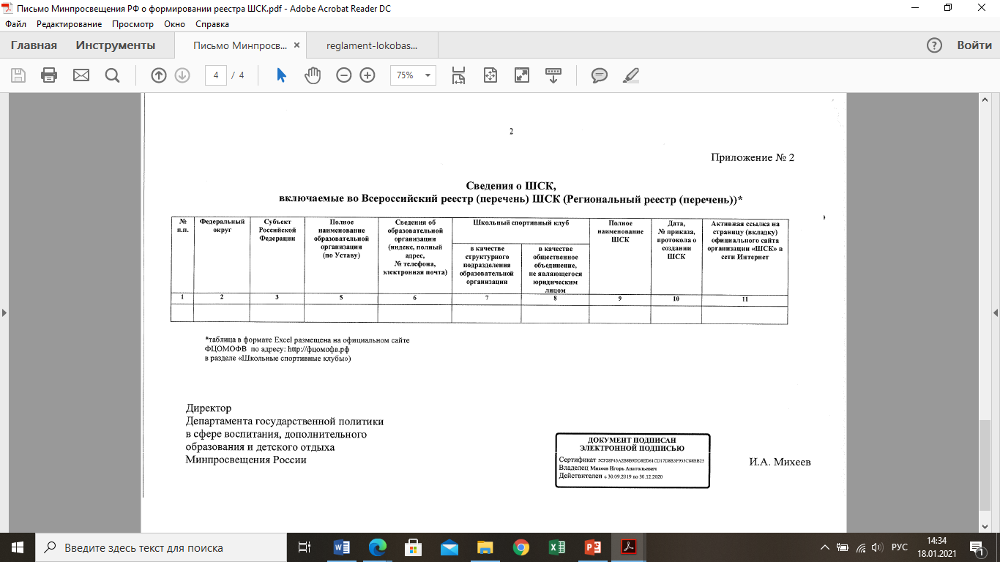 Письмо Минпросвещения РФ о формировании реестра ШСК.pdf - Adobe Acrobat Reader DC
Файл Редактирование Просмотр Окно Справка
Главная Инструменты Письмо Минпросв... × reglament-lokobas... Войти
4 / 4 75%
2
Приложение № 2
Сведения о ШСК,
включаемые во Всероссийский реестр (перечень) ШСК (Региональный реестр (перечень))*
№
п.п.
Федеральный
округ
Субъект
Российской
Федерации
Полное
наименование
образовательной
организации
(по Уставу)
Сведения об
образовательной
организации
(индекс, полный
адрес,
№ телефона,
электронная почта)
Школьный спортивный клуб
в качестве
структурного
подразделения
образовательной
организации
в качестве
общественное
объединение,
не являющегося
юридическим
лицом
Полное
наименование
ШСК
Дата,
№ приказа,
протокола о
создании
ШСК
Активная ссылка на
страницу (вкладку)
официального сайта
организации «ШСК» в
сети Интернет
1 2 3 5 6 7 8 9 10 11
*таблица в формате Excel размещена на официальном сайте
ФЦОМОФВ по адресу: http://фцомофв.рф
в разделе «Школьные спортивные клубы»)
Директор
Департамента государственной политики
в сфере воспитания, дополнительного
образования и детского отдыха
Минпросвещения России
ДОКУМЕНТ ПОДПИСАН
ЭЛЕКТРОННОЙ ПОДПИСЬЮ
Сертификат
Владелец Михеев Игорь Анатольевич
Действителен с 30.09.2019 по 30.12.2020
И.А. Михеев
Введите здесь текст для поиска
РУС
14:34
18.01.2021
1